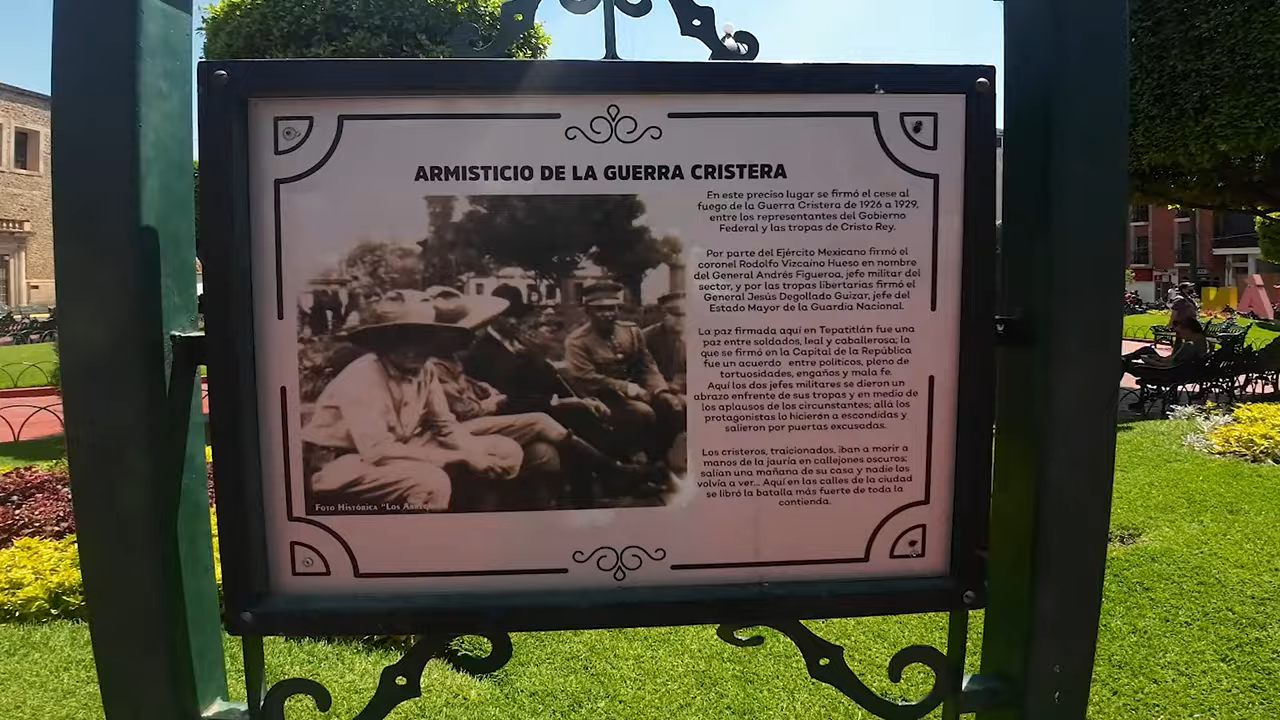 ARMISTICIO DE LA GUERRA CRISTERA
En este preciso lugar se firmó el cese al
fuego de la Guerra Cristera de 1926 a 1929,
entre los representantes del Gobierno
Federal y las tropas de Cristo Rey.
Por parte del Ejército Mexicano firmó el
coronel Rodolfo Vizcaíno Hueso en nombre
del General Andrés Figueroa, jefe militar del
sector, y por las tropas libertarias firmó el
General Jesús Degollado Guízar, jefe del
Estado Mayor de la Guardia Nacional.
La paz firmada aquí en Tepatitlán fue una
paz entre soldados, leal y caballerosa; la
que se firmó en la Capital de la República
fue un acuerdo entre políticos, pleno de
tortuosidades, engaños y mala fe.
Aquí los dos jefes militares se dieron un
abrazo enfrente de sus tropas y en medio de
los aplausos de los circunstantes; allá los
protagonistas lo hicieron a escondidas y
salieron por puertas excusadas.
Los cristeros, traicionados, iban a morir a
manos de la jauría en callejones oscuros;
salían una mañana de su casa y nadie los
volvía a ver... Aquí en las calles de la ciudad
se libró la batalla más fuerte de toda la
contienda.
Foto Histórica "Los
A